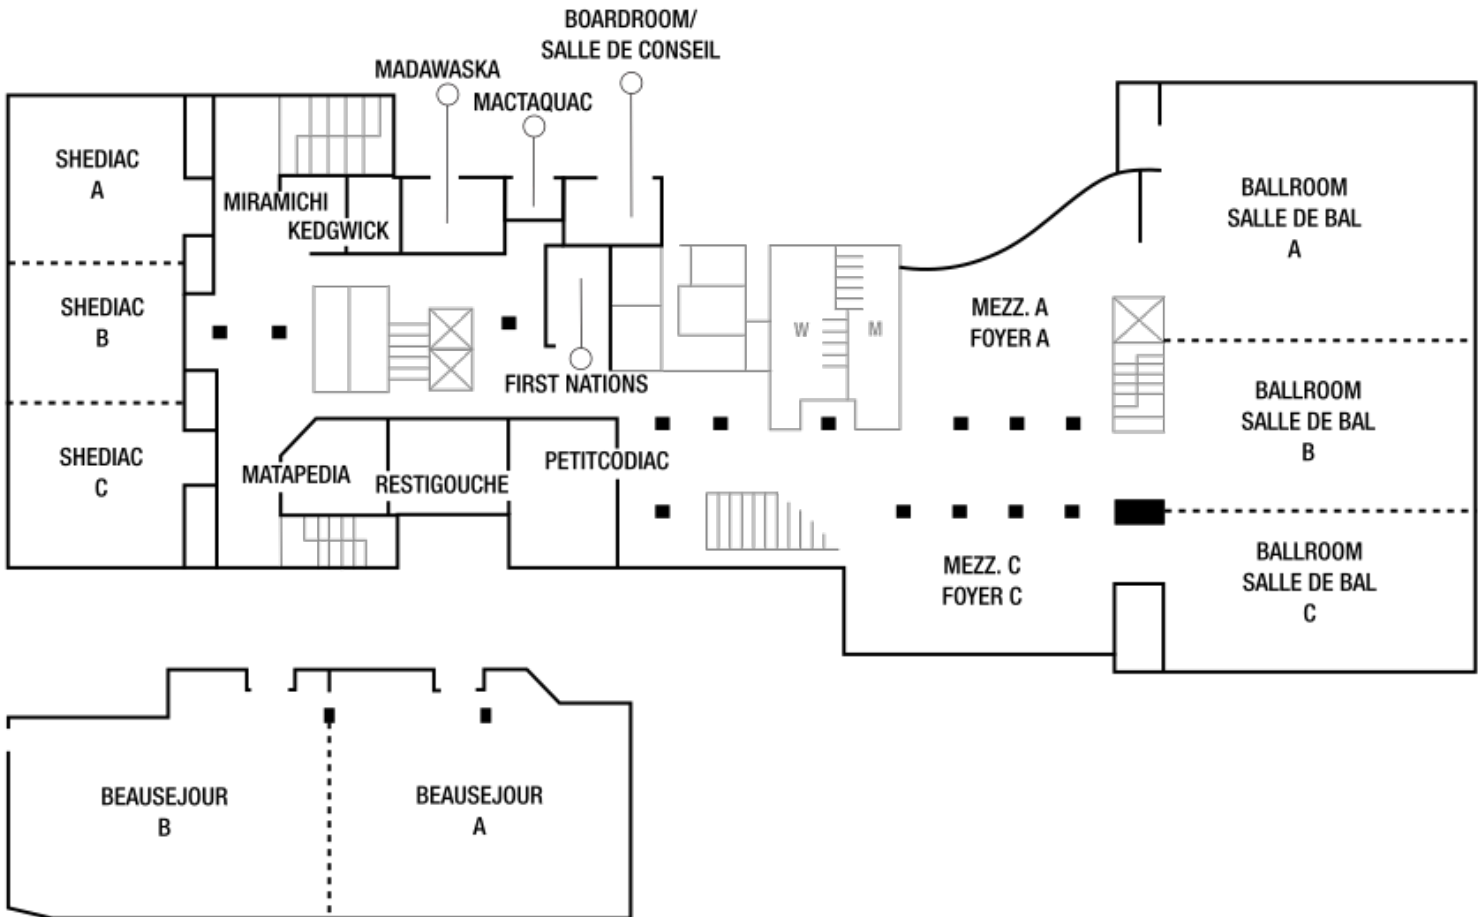 BOARDROOM/
SALLE DE CONSEIL
MADAWASKA
MACTAQUAC
SHEDIAC
A
MIRAMICHI
KEDGWICK
BALLROOM
SALLE DE BAL
A
SHEDIAC
B
MEZZ. A
FOYER A
W
M
FIRST NATIONS
BALLROOM
SALLE DE BAL
B
SHEDIAC
C
MATAPEDIA
RESTIGOUCHE
PETITCODIAC
MEZZ. C
FOYER C
BALLROOM
SALLE DE BAL
C
BEAUSEJOUR
B
BEAUSEJOUR
A